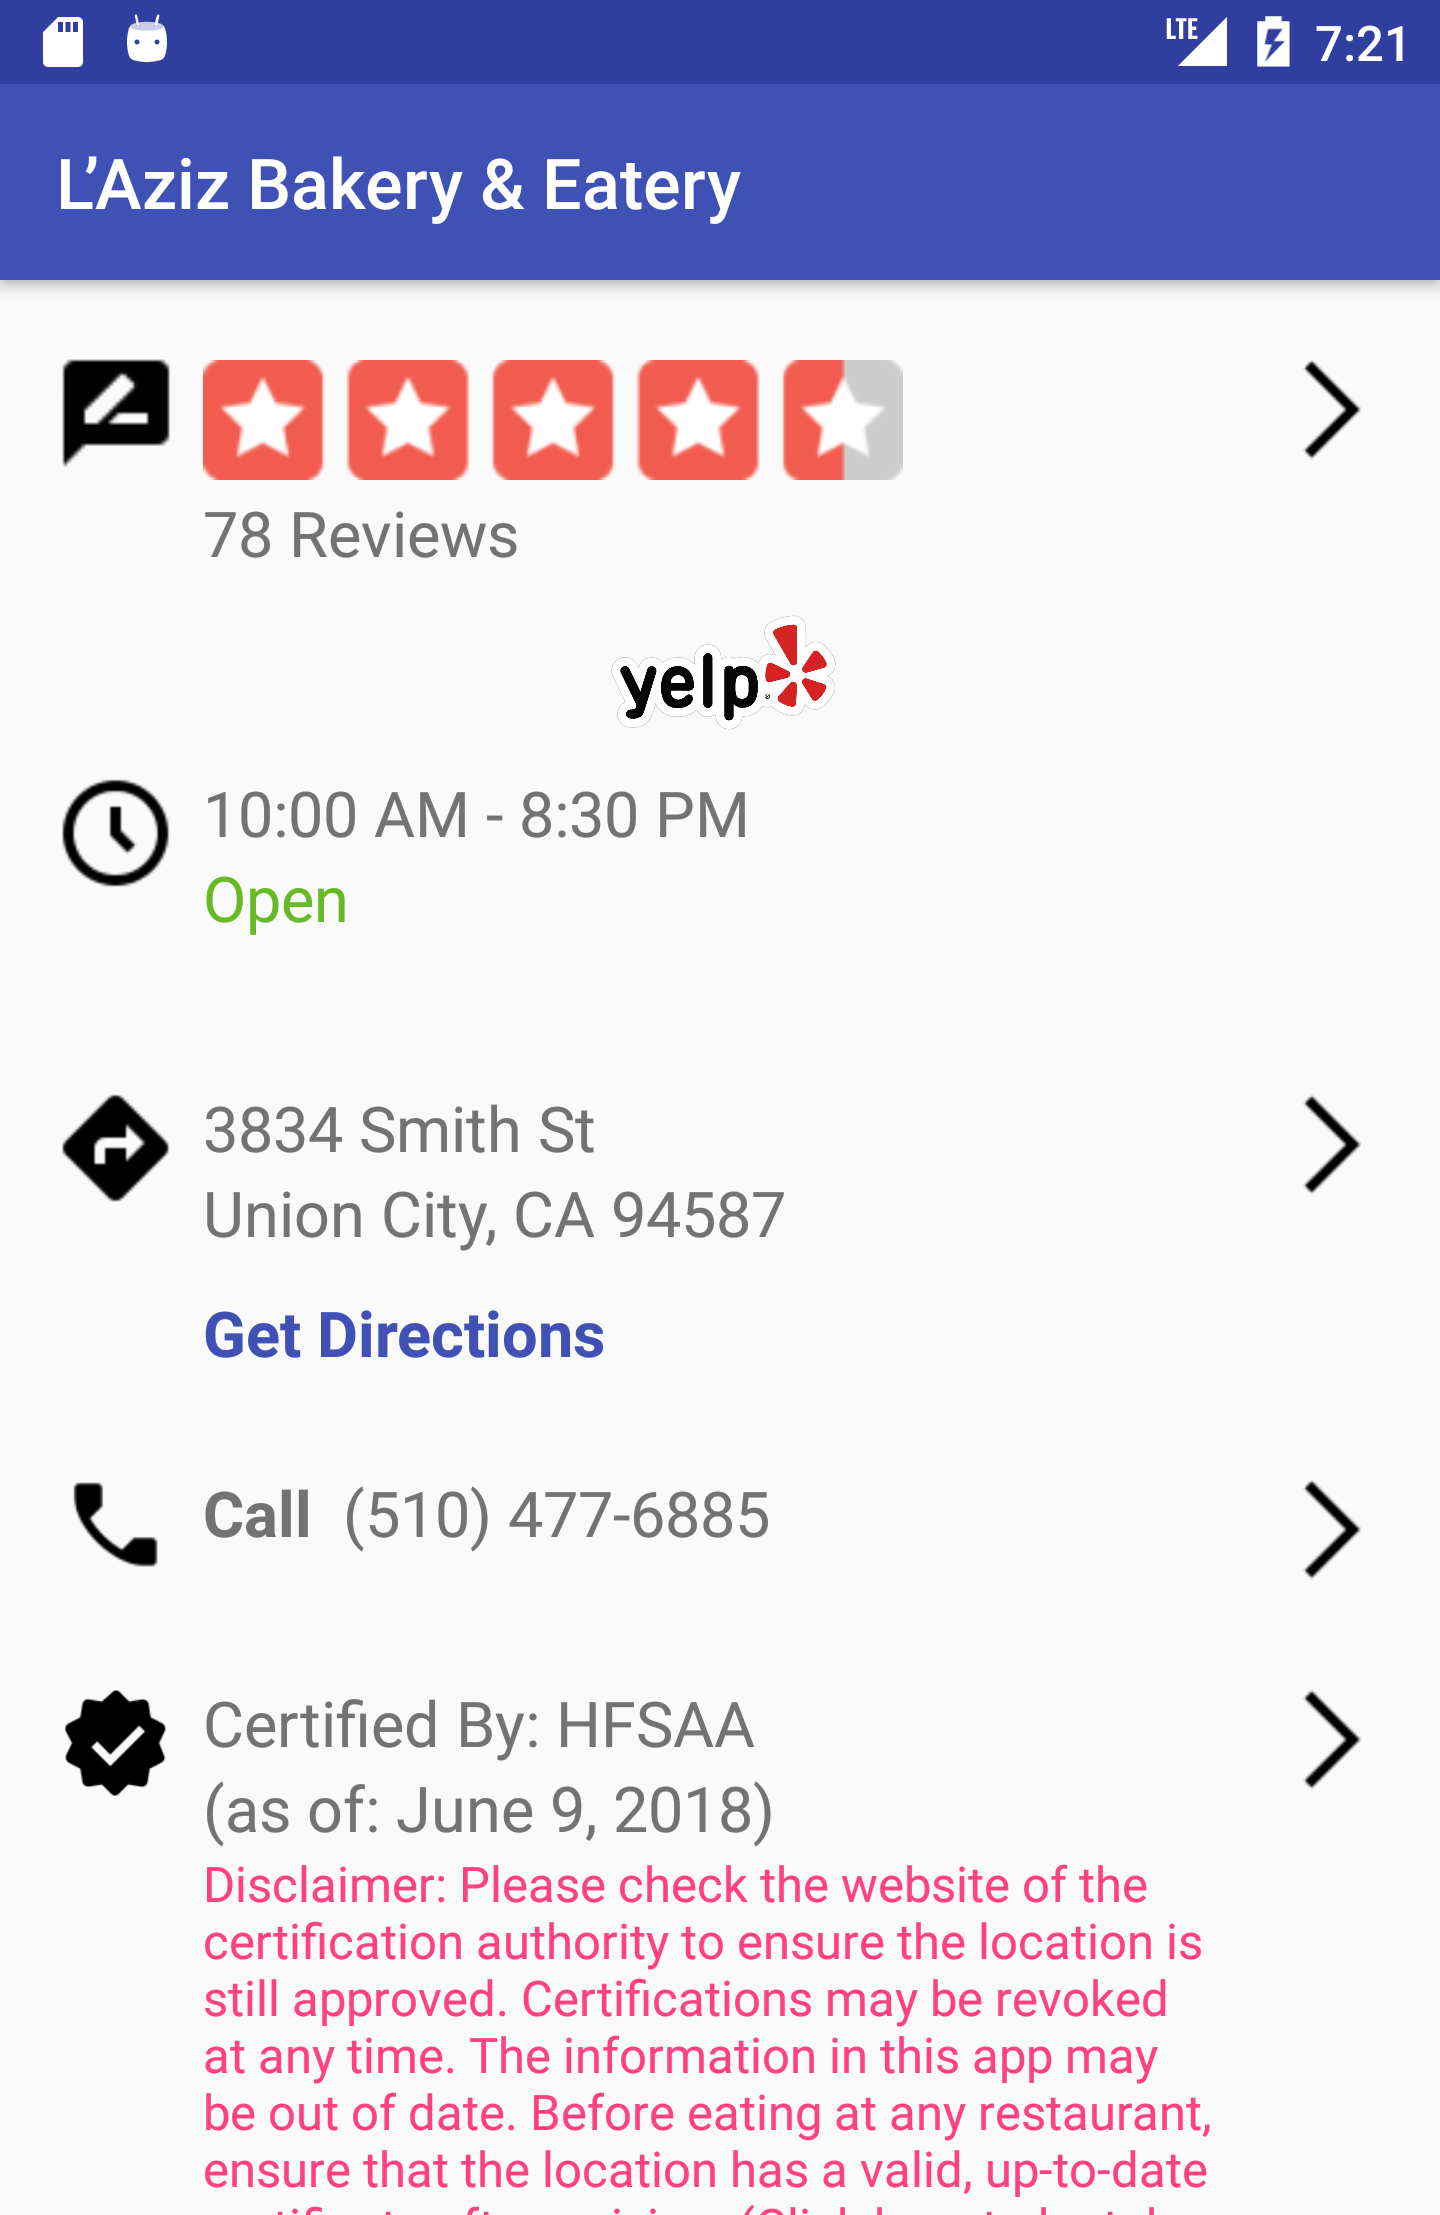 LTE 7:21
L’Aziz Bakery & Eatery
78 Reviews
yelp
10:00 AM - 8:30 PM
Open
3834 Smith St
Union City, CA 94587
Get Directions
Call (510) 477-6885
Certified By: HFSAA
(as of: June 9, 2018)
Disclaimer: Please check the website of the
certification authority to ensure the location is
still approved. Certifications may be revoked
at any time. The information in this app may
be out of date. Before eating at any restaurant,
ensure that the location has a valid, up-to-date